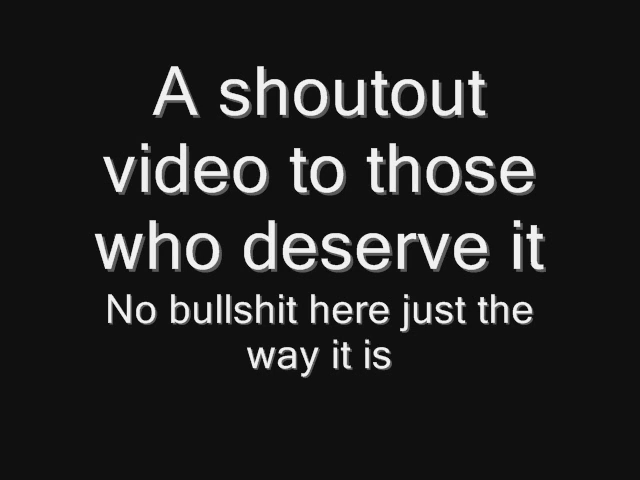 A shoutout
video to those
who deserve it
No bullshit here just the
way it is